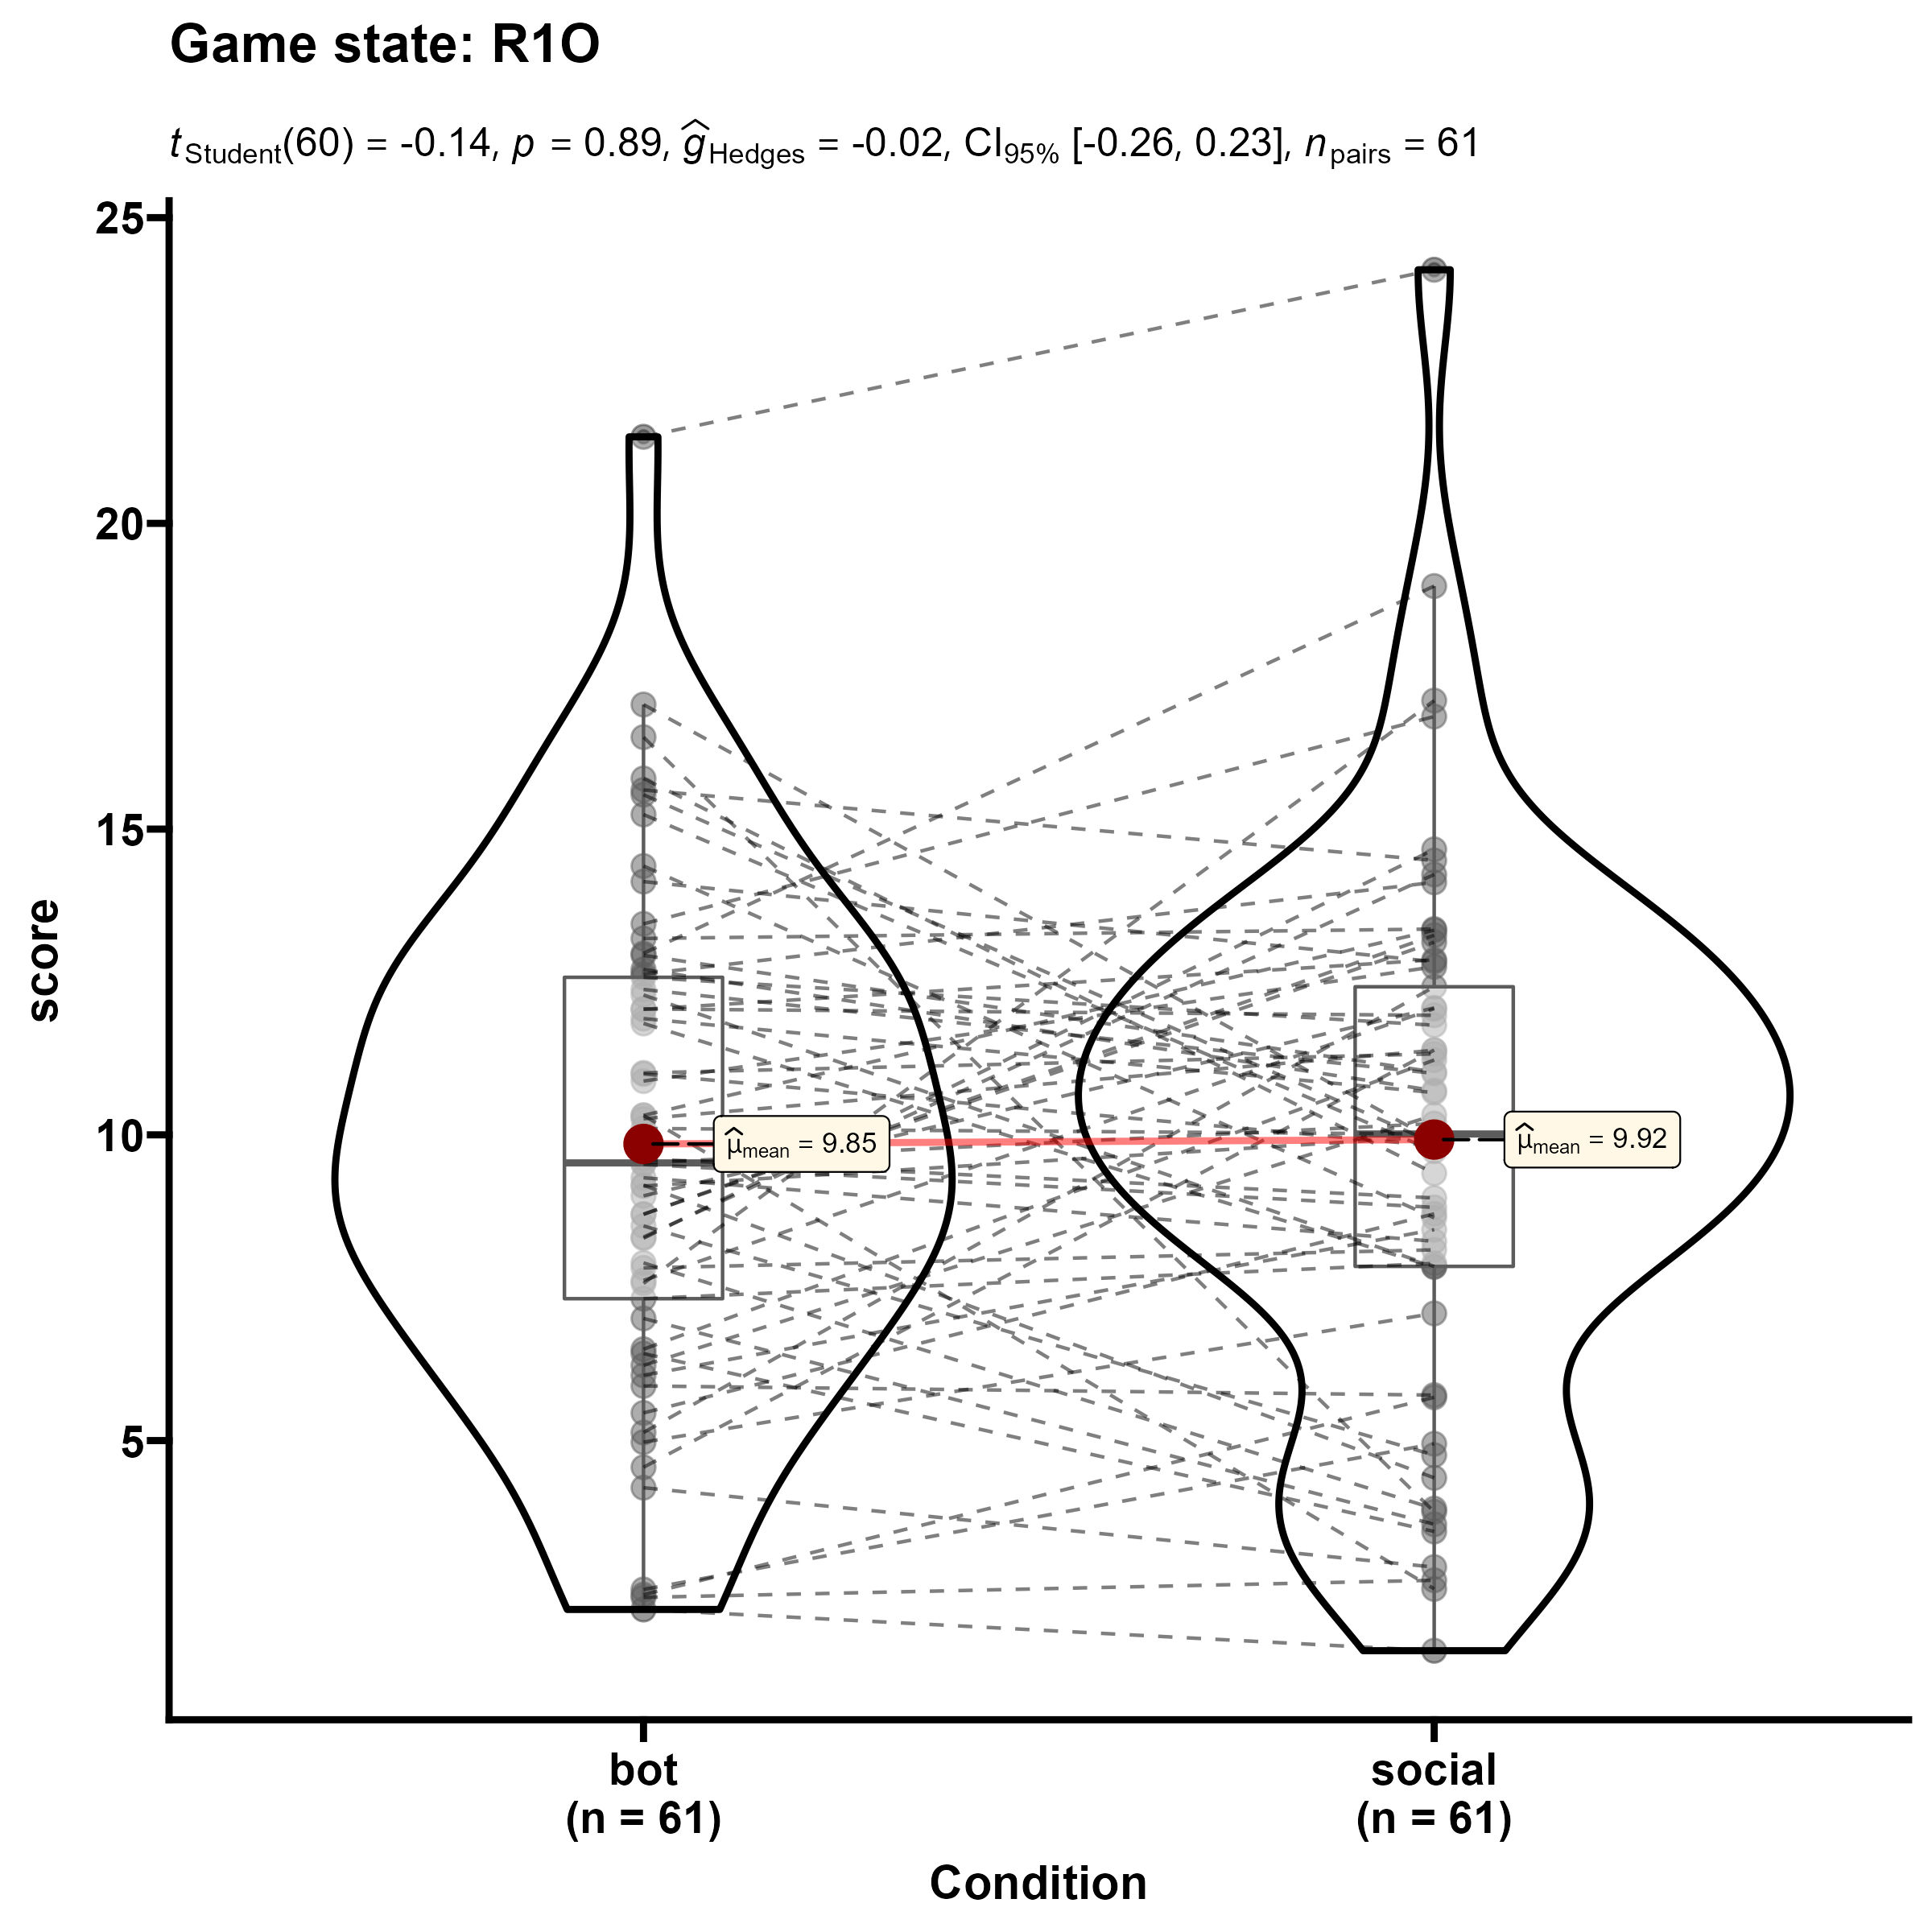 Game state: R1O
tStudent(60) = -0.14, p = 0.89, ĝHedges = -0.02, CI95% [-0.26, 0.23], npairs = 61
25
20
15
10
5
score
μ̂mean = 9.85
μ̂mean = 9.92
bot
(n = 61)
social
(n = 61)
Condition